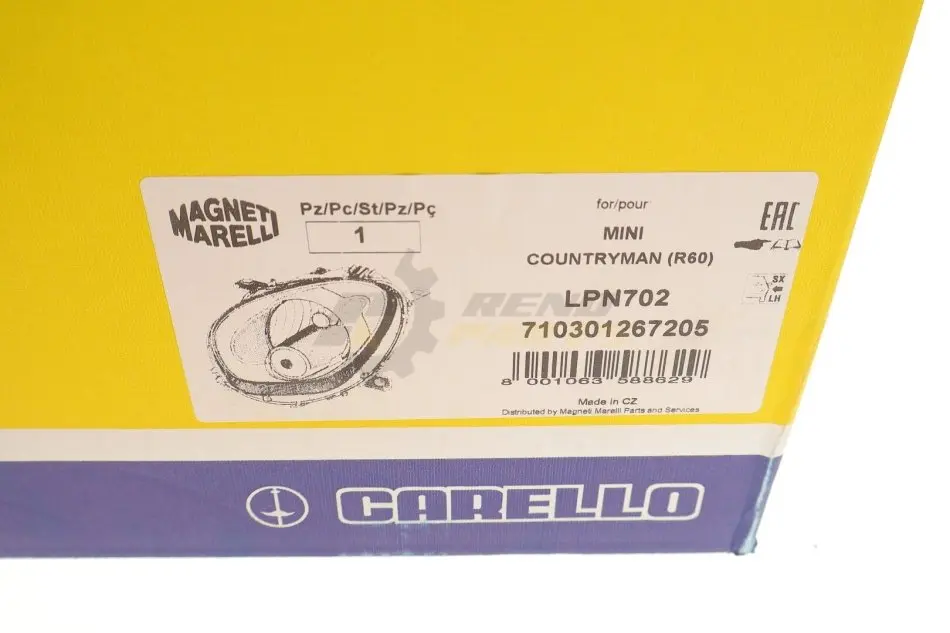 MAGNETI
MARELLI
Pz/Pc/St/Pz/Pç
1
for/pour
MINI
COUNTRYMAN (R60)
EAC
SX
LH
LPN702
710301267205
8 001063 588629
Made in CZ
Distributed by Magneti Marelli Parts and Services
CARELLO